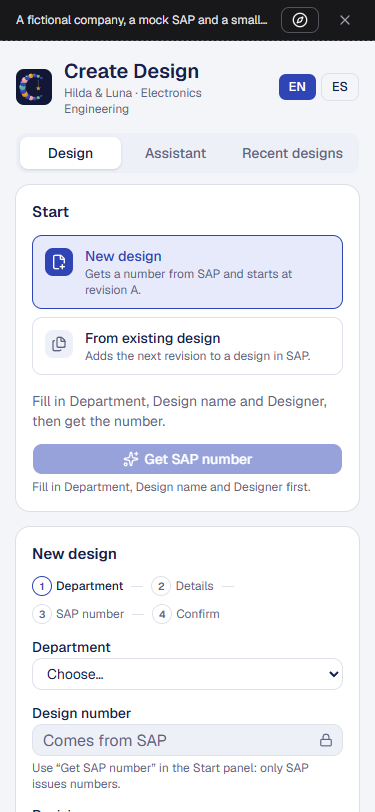 A fictional company, a mock SAP and a small...
Create Design
Hilda & Luna · Electronics
Engineering
EN
ES
Design
Assistant
Recent designs
Start
New design
Gets a number from SAP and starts at
revision A.
From existing design
Adds the next revision to a design in SAP.
Fill in Department, Design name and Designer,
then get the number.
Get SAP number
Fill in Department, Design name and Designer first.
New design
1 Department
2 Details
3 SAP number
4 Confirm
Department
Choose...
Design number
Comes from SAP
Use “Get SAP number” in the Start panel: only SAP
issues numbers.